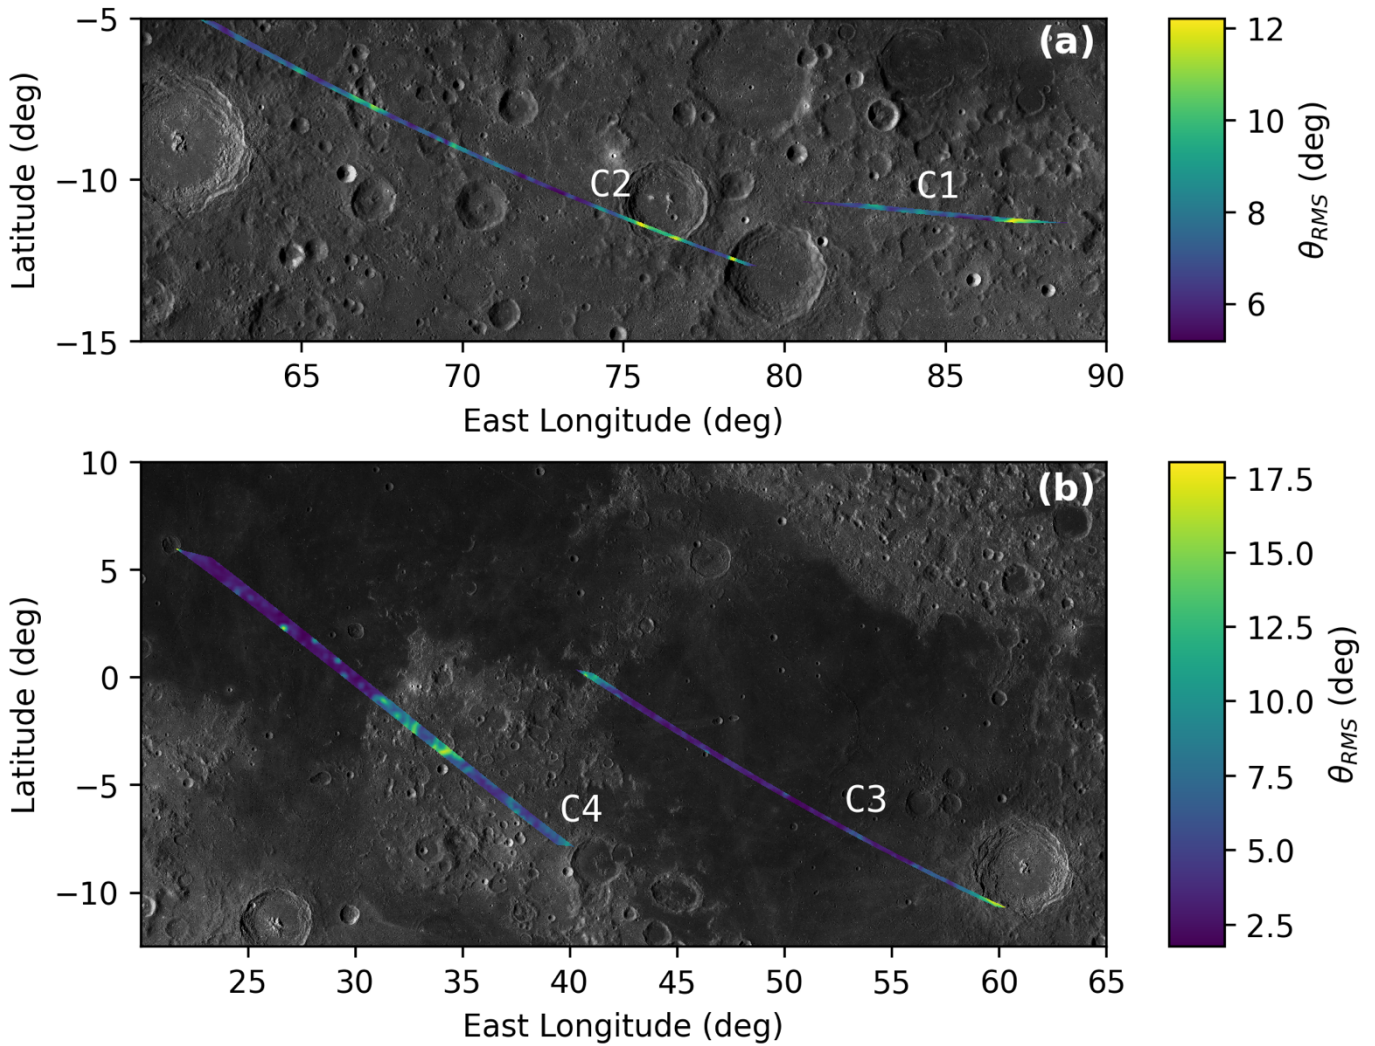 (a)
C2
C1
−5
−10
−15
Latitude (deg)
65 70 75 80 85 90
East Longitude (deg)
12
10
8
6
θRMS (deg)
(b)
C4
C3
10
5
0
−5
−10
Latitude (deg)
25 30 35 40 45 50 55 60 65
East Longitude (deg)
17.5
15.0
12.5
10.0
7.5
5.0
2.5
θRMS (deg)